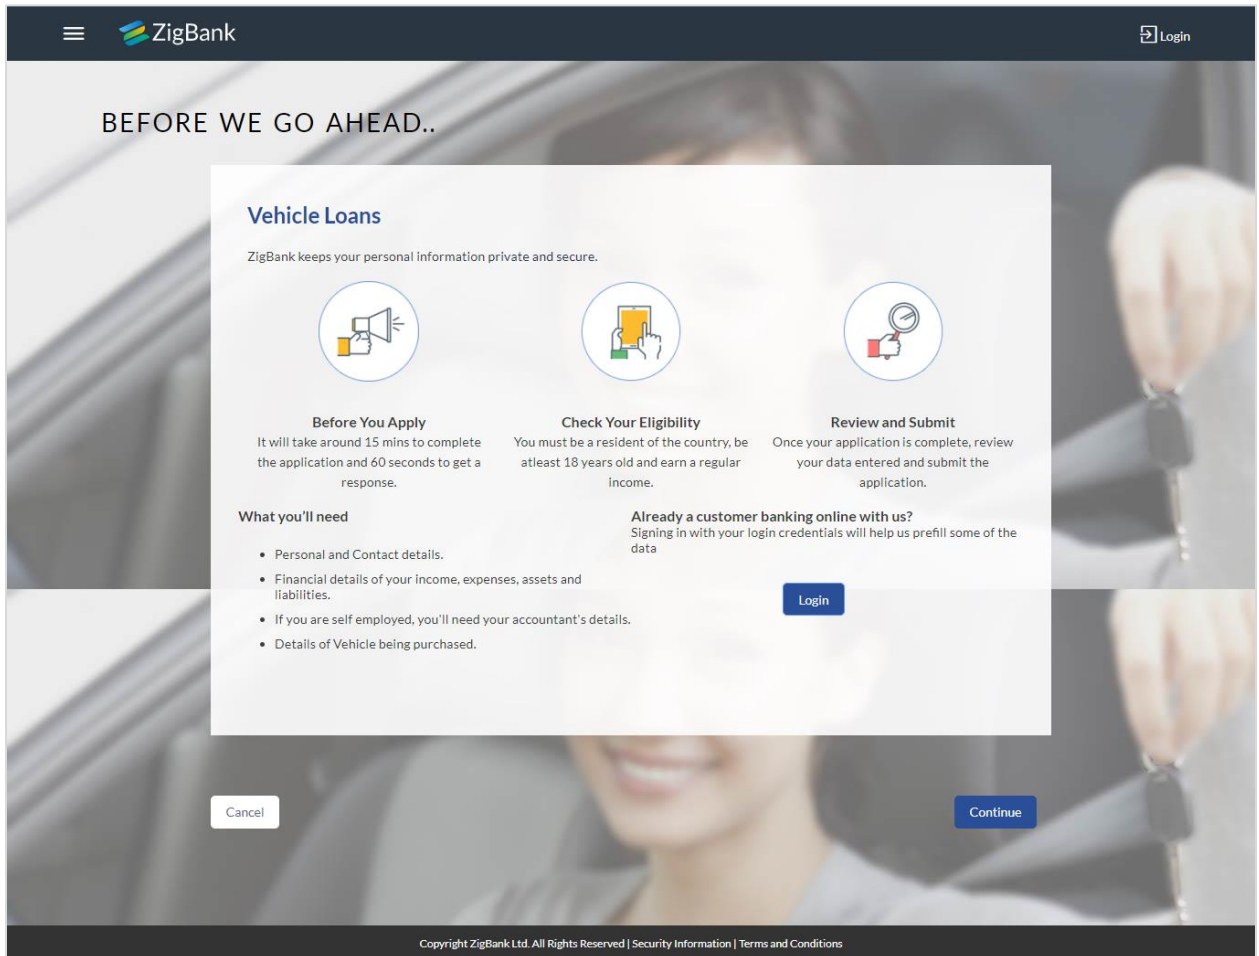 ZigBank
Login
BEFORE WE GO AHEAD..
Vehicle Loans
ZigBank keeps your personal information private and secure.
Before You Apply
It will take around 15 mins to complete
the application and 60 seconds to get a
response.
Check Your Eligibility
You must be a resident of the country, be
atleast 18 years old and earn a regular
income.
Review and Submit
Once your application is complete, review
your data entered and submit the
application.
What you'll need
• Personal and Contact details.
• Financial details of your income, expenses, assets and
liabilities.
• If you are self employed, you'll need your accountant's details.
• Details of Vehicle being purchased.
Already a customer banking online with us?
Signing in with your login credentials will help us prefill some of the
data
Login
Cancel
Continue
Copyright ZigBank Ltd. All Rights Reserved | Security Information | Terms and Conditions